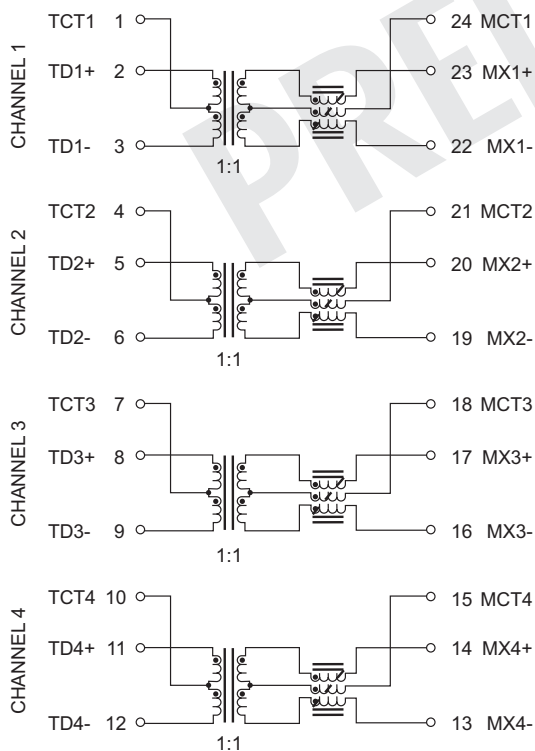 PREL
CHANNEL 1
TCT1 1
24 MCT1
TD1+ 2
23 MX1+
TD1- 3
22 MX1-
1:1
CHANNEL 2
TCT2 4
21 MCT2
TD2+ 5
20 MX2+
TD2- 6
19 MX2-
1:1
CHANNEL 3
TCT3 7
18 MCT3
TD3+ 8
17 MX3+
TD3- 9
16 MX3-
1:1
CHANNEL 4
TCT4 10
15 MCT4
TD4+ 11
14 MX4+
TD4- 12
13 MX4-
1:1